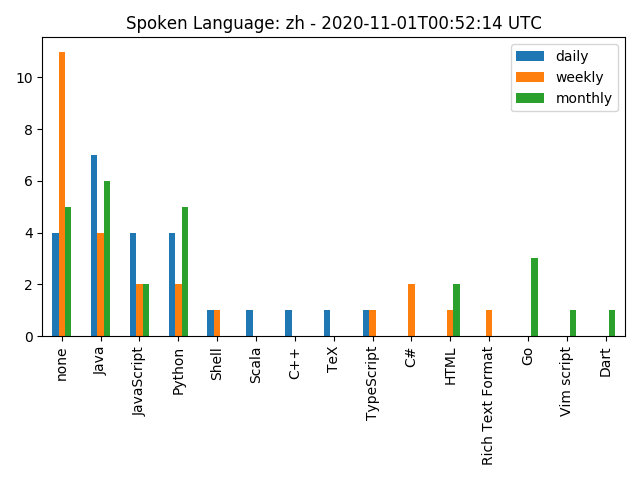 Spoken Language: zh - 2020-11-01T00:52:14 UTC
daily
weekly
monthly
10
8
6
4
2
0
none
Java
JavaScript
Python
Shell
Scala
C++
TeX
TypeScript
C#
HTML
Rich Text Format
Go
Vim script
Dart